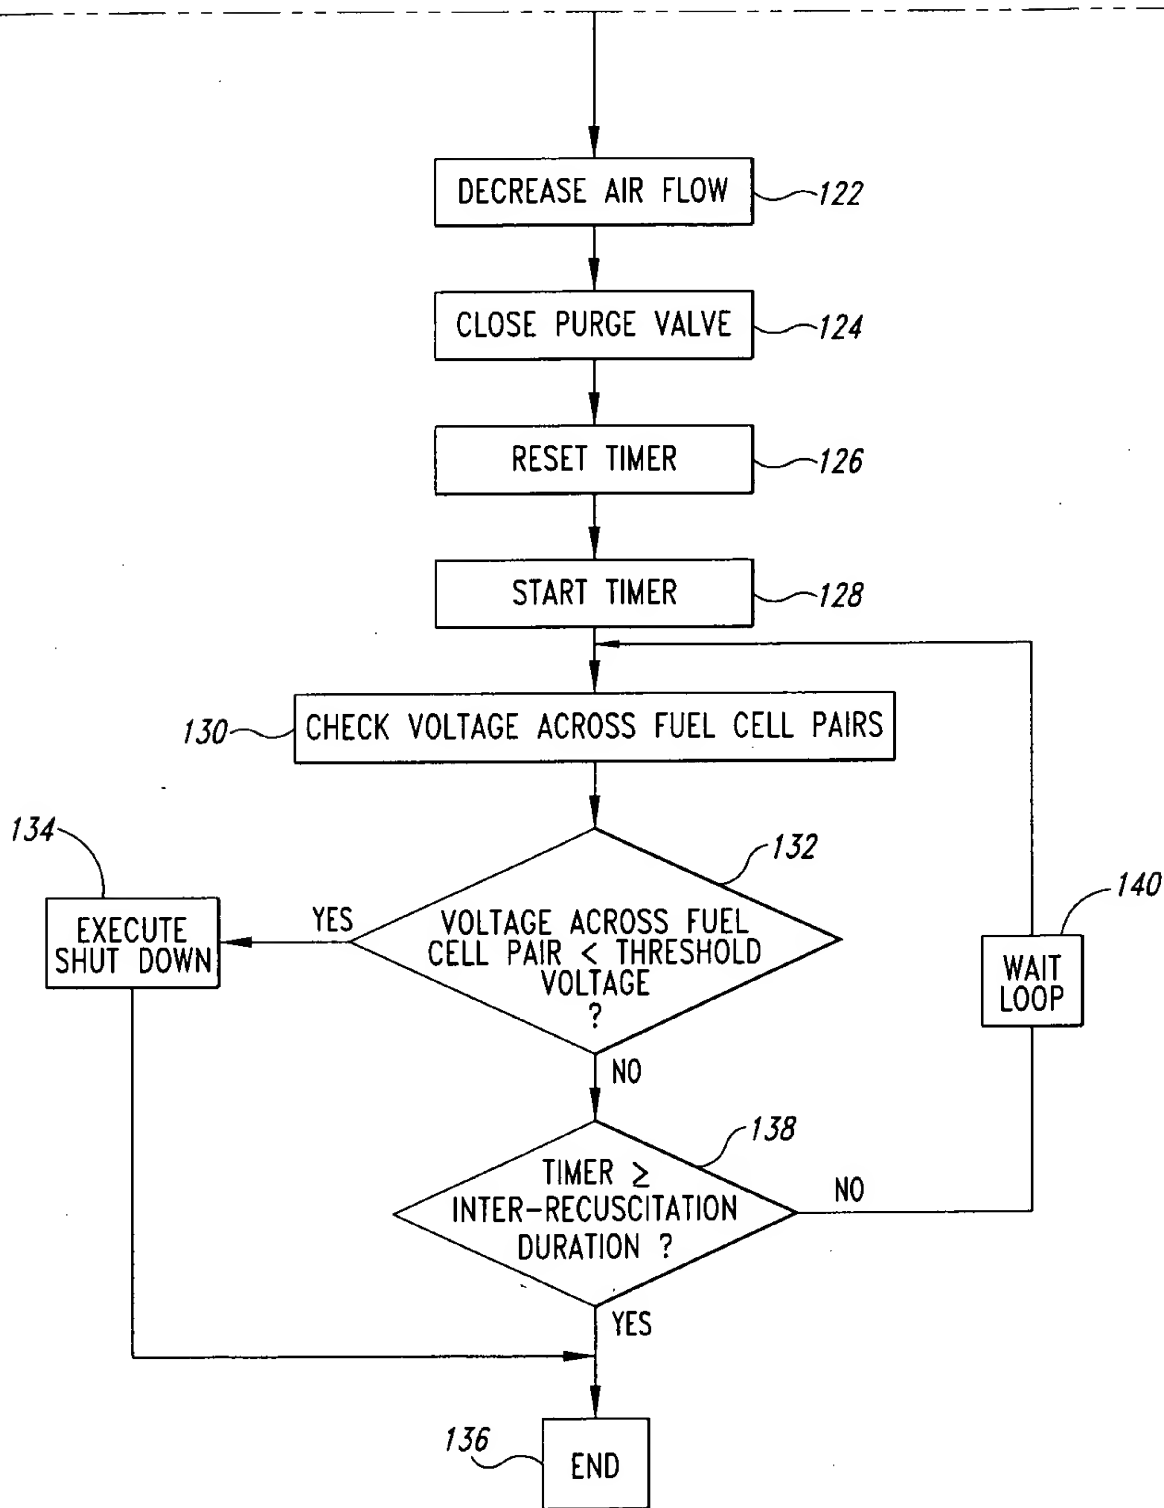 DECREASE AIR FLOW
122
CLOSE PURGE VALVE
124
RESET TIMER
126
START TIMER
128
130
CHECK VOLTAGE ACROSS FUEL CELL PAIRS
134
132
140
EXECUTE
SHUT DOWN
YES
VOLTAGE ACROSS FUEL
CELL PAIR < THRESHOLD
VOLTAGE
?
WAIT
LOOP
NO
138
TIMER ≥
INTER-RECUSCITATION
DURATION ?
NO
YES
136
END